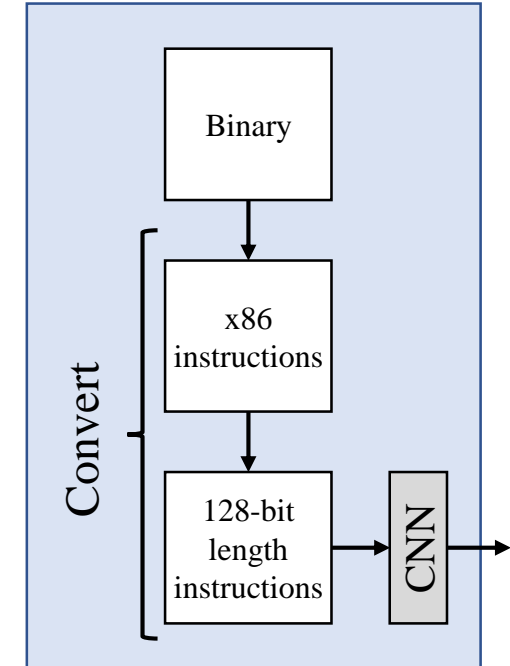 Binary
x86
instructions
Convert
128-bit
length
instructions
CNN